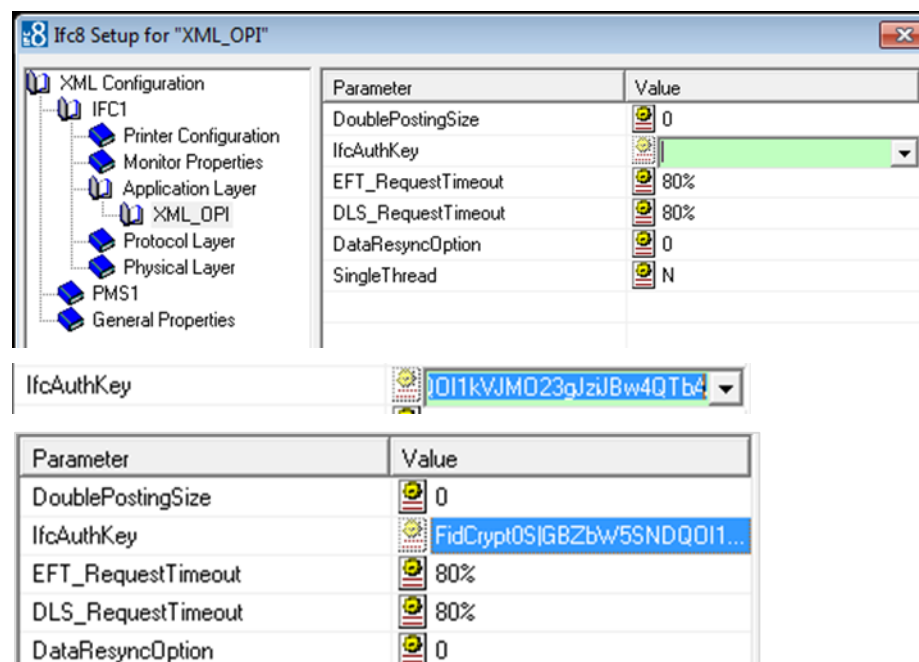 Ifc8 Setup for "XML_OPI"
XML Configuration
IFC1
Printer Configuration
Monitor Properties
Application Layer
XML_OPI
Protocol Layer
Physical Layer
PMS1
General Properties
Parameter Value
DoublePostingSize 0
IfcAuthKey
EFT_RequestTimeout 80%
DLS_RequestTimeout 80%
DataResyncOption 0
SingleThread N
IfcAuthKey
Parameter Value
DoublePostingSize 0
IfcAuthKey FidCrypt0S|GBZbW5SNDQOI1...
EFT_RequestTimeout 80%
DLS_RequestTimeout 80%
DataResyncOption 0